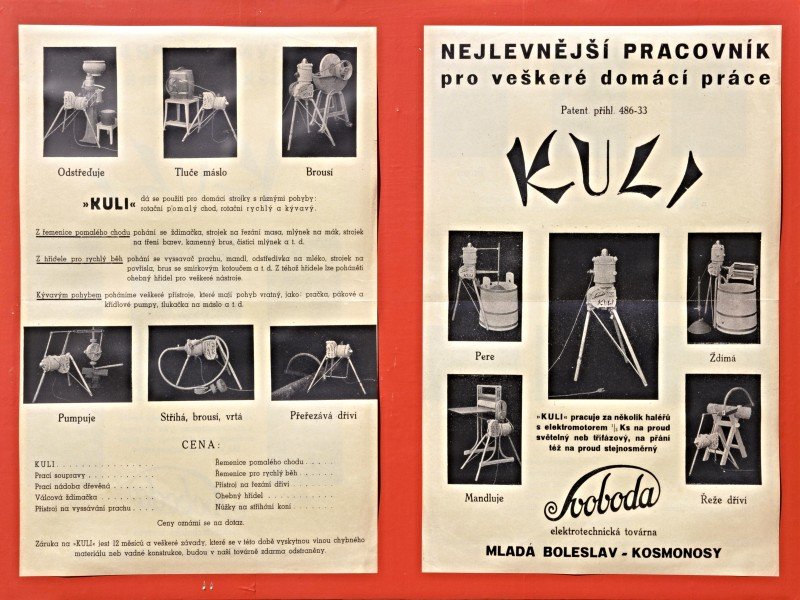 Odstřeďuje
Tluče máslo
Brousí
»KULI« dá se použíti pro domácí strojky s různými pohyby:
rotační pomalý chod, rotační rychlý a kývavý.
Z řemenice pomalého chodu pohání se ždímačka, strojek na řezání masa, mlýnek na mák, strojek
na tření barev, kamenný brus, čisticí mlýnek a t. d.
Z hřídele pro rychlý běh pohání se vyssavač prachu, mandl, odstředivka na mléko, strojek na
povřísla, brus se smirkovým kotoučem a t d. Z téhož hřídele lze poháněti
ohebný hřídel pro veškeré nástroje.
Kývavým pohybem poháníme veškeré přístroje, které mají pohyb vratný, jako: pračka, pákové a
křídlové pumpy, tlukačka na máslo a t d.
Pumpuje
Stříhá, brousí, vrtá
Přeřezává dříví
CENA:
KULI
Prací soupravy
Prací nádoba dřevěná
Válcová ždímačka
Přístroj na vyssávání prachu
Řemenice pomalého chodu
Řemenice pro rychlý běh
Přístroj na řezání dříví
Ohebný hřídel
Nůžky na stříhání koní
Ceny oznámí se na dotaz.
Záruka na »KULI« jest 12 měsíců a veškeré závady, které se v této době vyskytnou vinou chybného
materiálu neb vadné konstrukce, budou v naší továrně zdarma odstraněny.
NEJLEVNĚJŠÍ PRACOVNÍK
pro veškeré domácí práce
Patent. přihl. 486-33
KULI
KULI
Pere
Ždímá
Mandluje
»KULI« pracuje za několik haléřů
s elektromotorem 1/2 Ks na proud
světelný neb třífázový, na přání
též na proud stejnosměrný
Řeže dříví
Svoboda
elektrotechnická továrna
MLADÁ BOLESLAV - KOSMONOSY